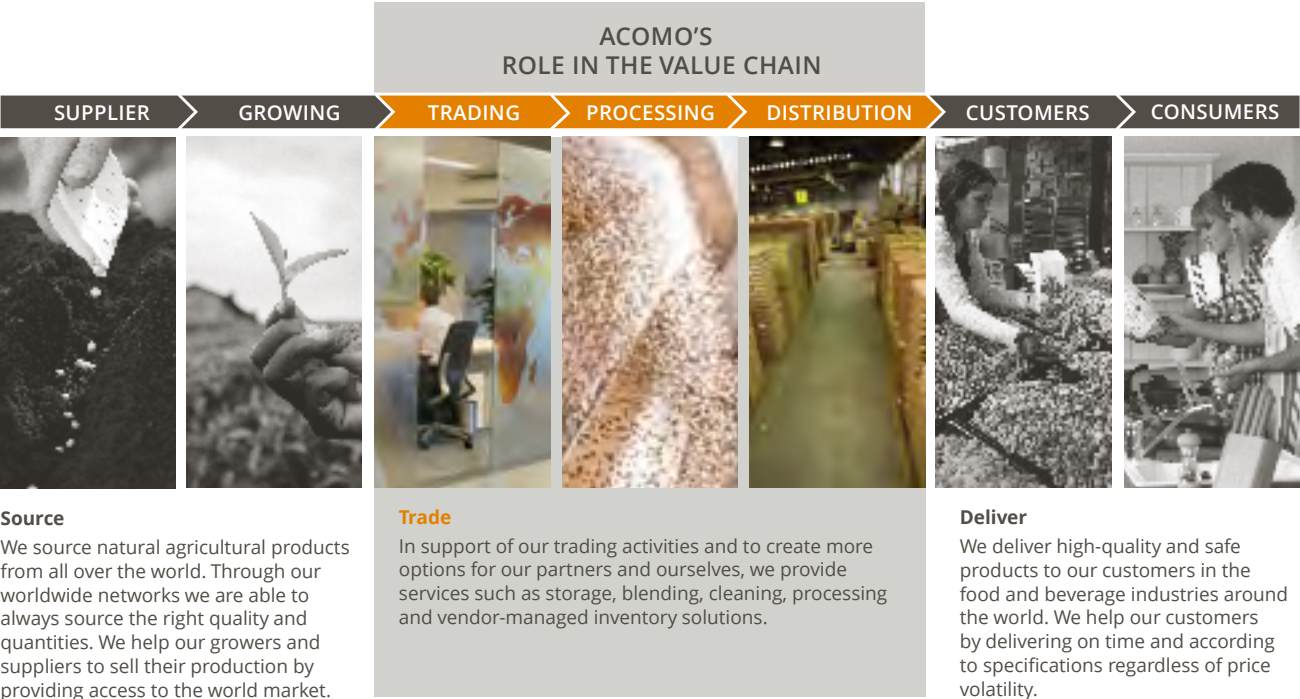 ACOMO'S
ROLE IN THE VALUE CHAIN
SUPPLIER
GROWING
TRADING
PROCESSING
DISTRIBUTION
CUSTOMERS
CONSUMERS
Source
We source natural agricultural products
from all over the world. Through our
worldwide networks we are able to
always source the right quality and
quantities. We help our growers and
suppliers to sell their production by
providing access to the world market.
Trade
In support of our trading activities and to create more
options for our partners and ourselves, we provide
services such as storage, blending, cleaning, processing
and vendor-managed inventory solutions.
Deliver
We deliver high-quality and safe
products to our customers in the
food and beverage industries around
the world. We help our customers
by delivering on time and according
to specifications regardless of price
volatility.